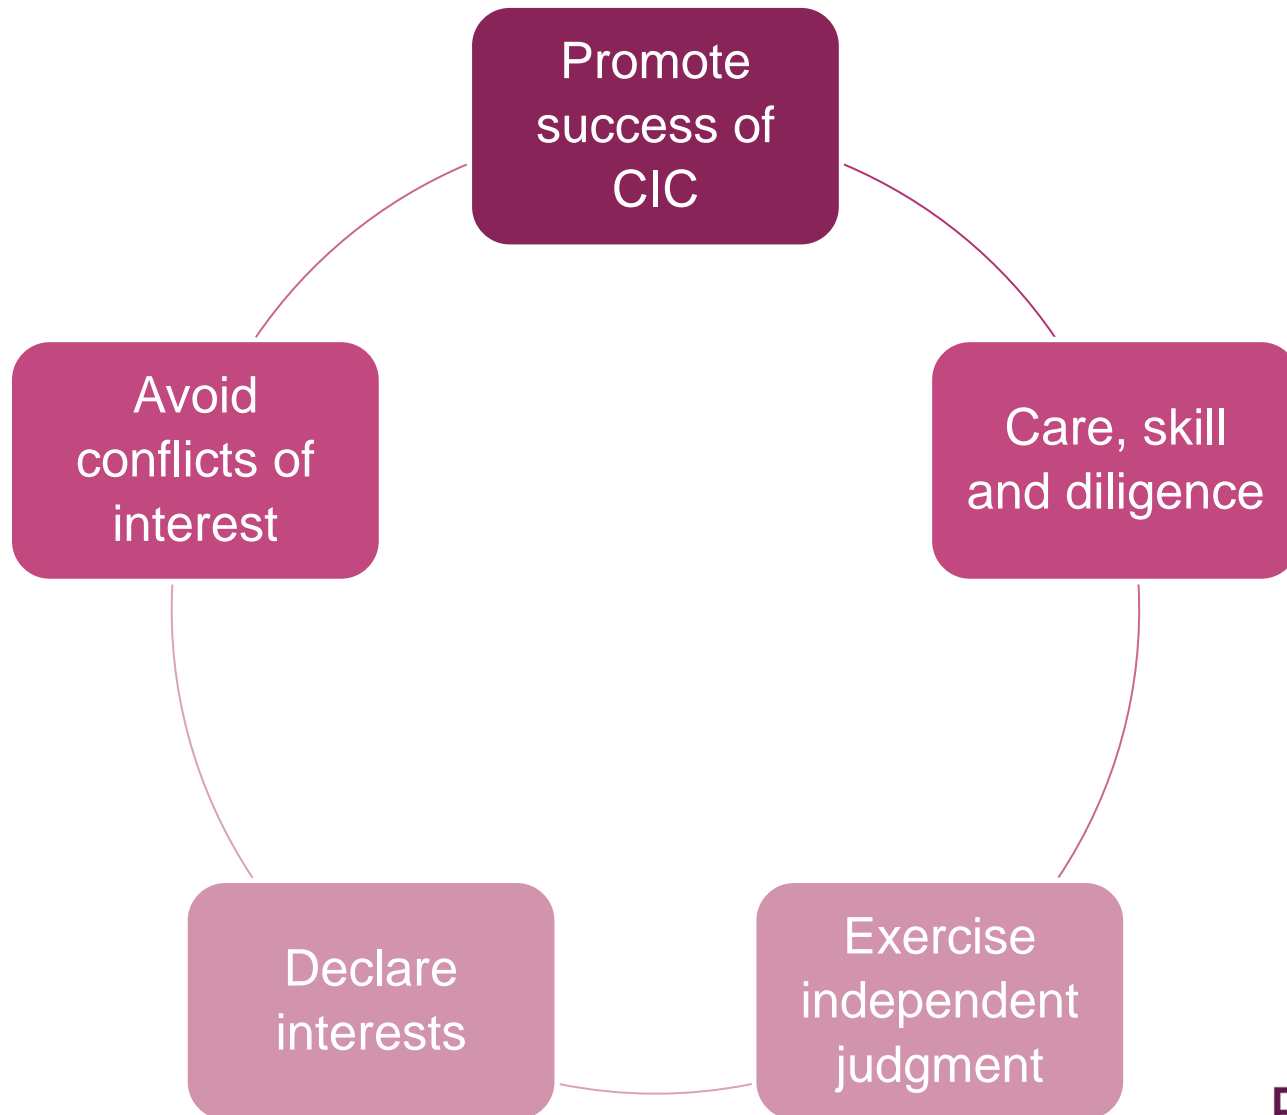 Promote
success of
CIC
Care, skill
and diligence
Exercise
independent
judgment
Declare
interests
Avoid
conflicts of
interest